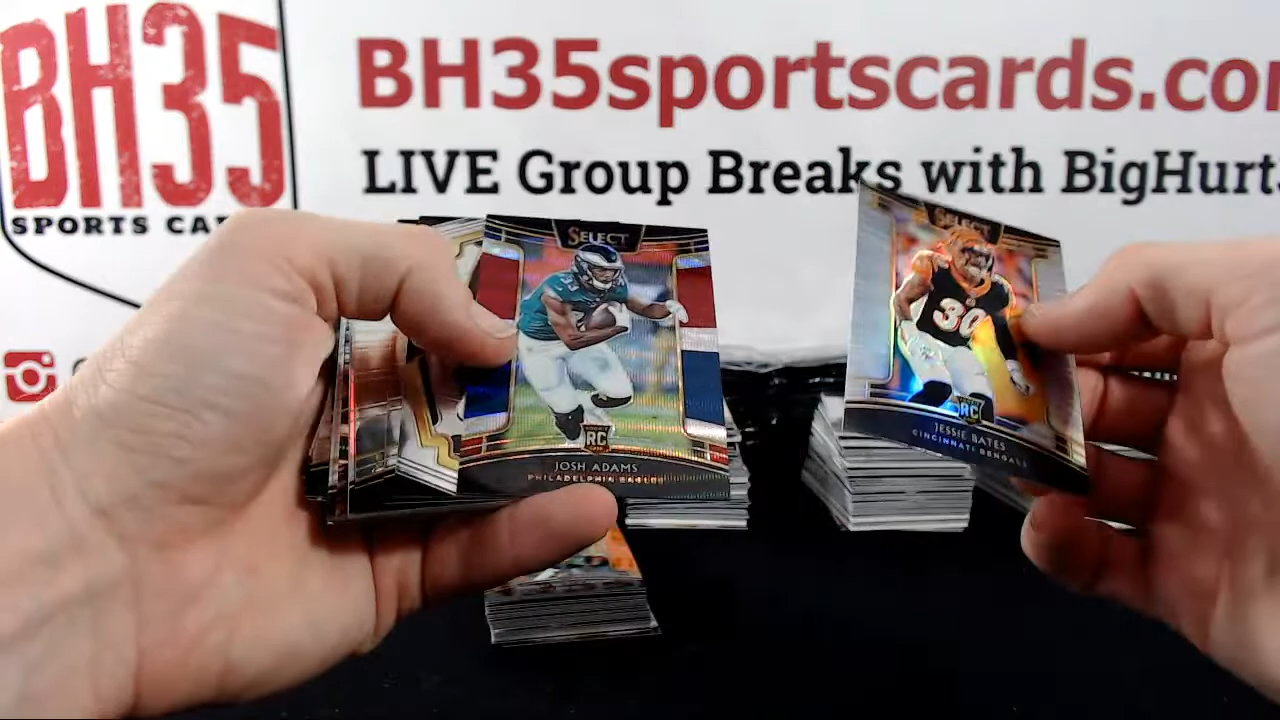 BH35
SPORTS CA
BH35sportscards.co
LIVE Group Breaks with BigHurt
SELECT
33
RC
JOSH ADAMS
PHILADELPHIA EAGLES
SELECT
30
RC
JESSIE BATES
CINCINNATI BENGALS